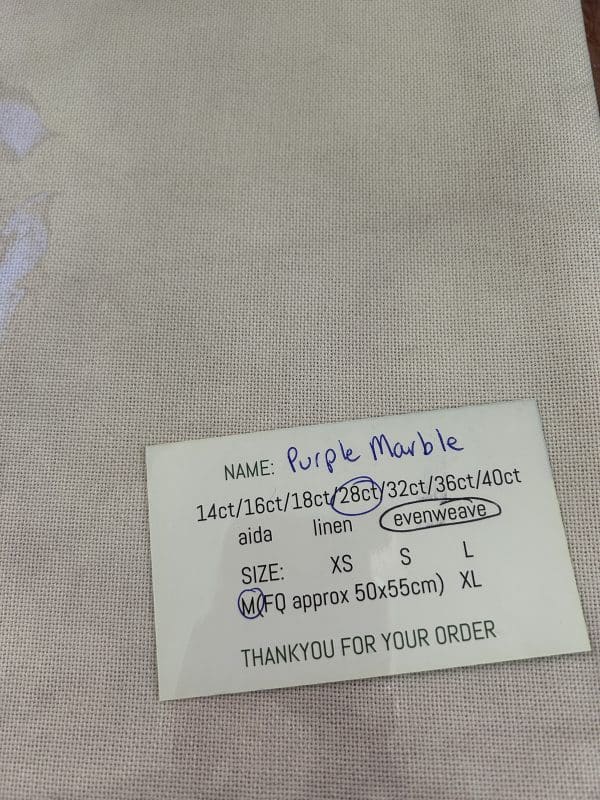 NAME: Purple Marble
14ct/16ct/18ct/28ct/32ct/36ct/40ct
aida linen evenweave
SIZE: XS S L
M(FQ approx 50x55cm) XL
THANKYOU FOR YOUR ORDER